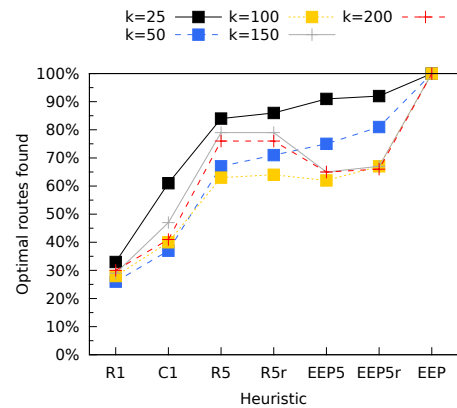 k=25 k=100 k=200
k=50 k=150
Optimal routes found
100%
90%
80%
70%
60%
50%
40%
30%
20%
10%
0%
R1 C1 R5 R5r EEP5 EEP5r EEP
Heuristic